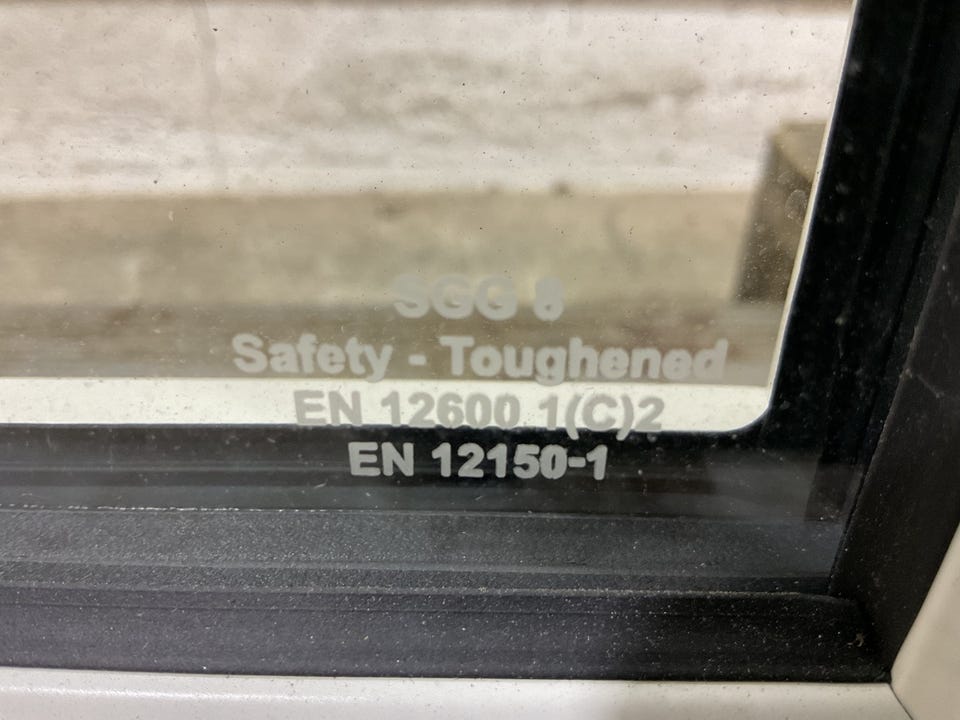 SGG 8
Safety - Toughened
EN 12600 1(C)2
EN 12150-1